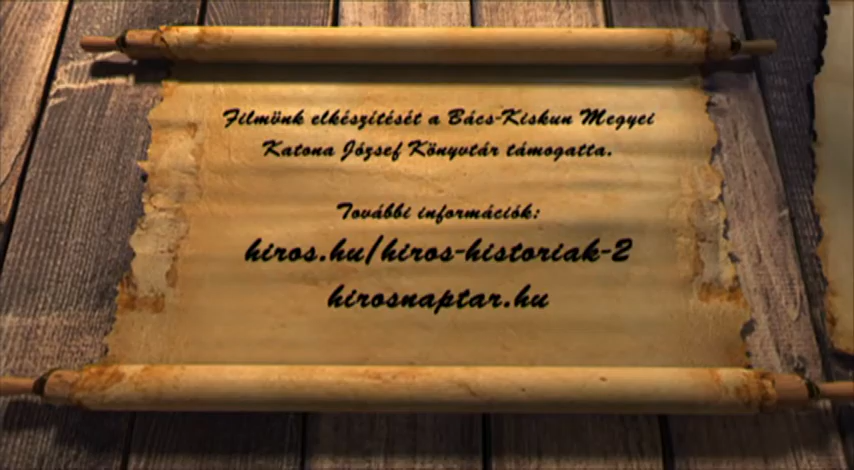 Filmünk elkészítését a Bács-Kiskun Megyei
Katona József Könyvtár támogatta.
További információk:
hiros.hu/hiros-historiak-2
hirosnaptar.hu